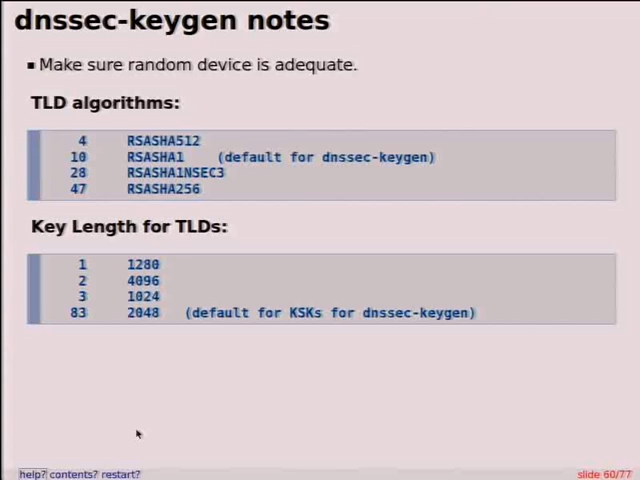 dnssec-keygen notes
Make sure random device is adequate.
TLD algorithms:
4 RSASHA512
10 RSASHA1 (default for dnssec-keygen)
28 RSASHA1NSEC3
47 RSASHA256
Key Length for TLDs:
1 1280
2 4096
3 1024
83 2048 (default for KSKs for dnssec-keygen)
help? contents? restart? slide 60/77